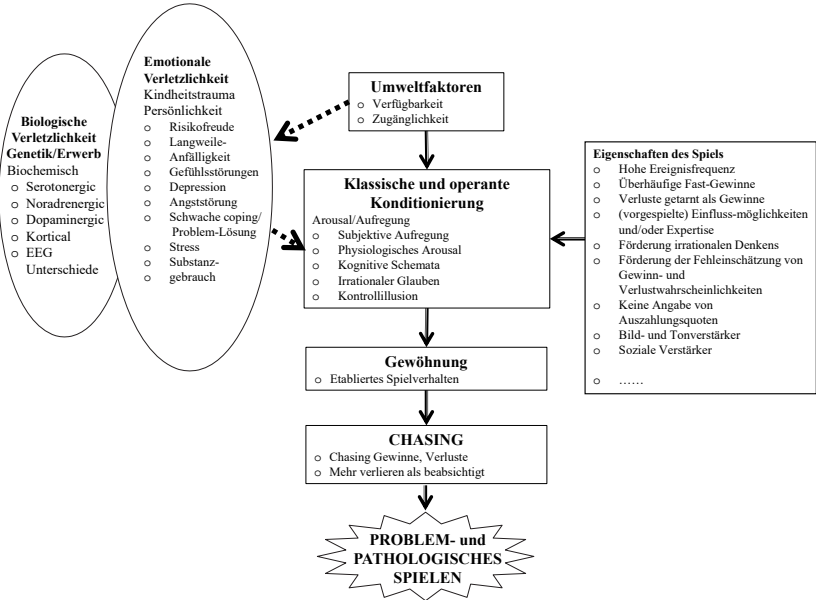 Biologische
Verletzlichkeit
Genetik/Erwerb
Biochemisch
o Serotonergic
o Noradrenergic
o Dopaminergic
o Kortical
o EEG
Unterschiede
Emotionale
Verletzlichkeit
Kindheitstrauma
Persönlichkeit
o Risikofreude
o Langweile-
o Anfälligkeit
o Gefühlsstörungen
o Depression
o Angststörung
o Schwache coping/
Problem-Lösung
o Stress
o Substanz-
o gebrauch
Umweltfaktoren
o Verfügbarkeit
o Zugänglichkeit
Klassische und operante
Konditionierung
Arousal/Aufregung
o Subjektive Aufregung
o Physiologisches Arousal
o Kognitive Schemata
o Irrationaler Glauben
o Kontrollillusion
Eigenschaften des Spiels
o Hohe Ereignisfrequenz
o Überhäufige Fast-Gewinne
o Verluste getarnt als Gewinne
o (vorgespielte) Einfluss-möglichkeiten
und/oder Expertise
o Förderung irrationalen Denkens
o Förderung der Fehleinschätzung von
Gewinn- und
Verlustwahrscheinlichkeiten
o Keine Angabe von
Auszahlungsquoten
o Bild- und Tonverstärker
o Soziale Verstärker
o ……
Gewöhnung
o Etabliertes Spielverhalten
CHASING
o Chasing Gewinne, Verluste
o Mehr verlieren als beabsichtigt
PROBLEM- und
PATHOLOGISCHES
SPIELEN